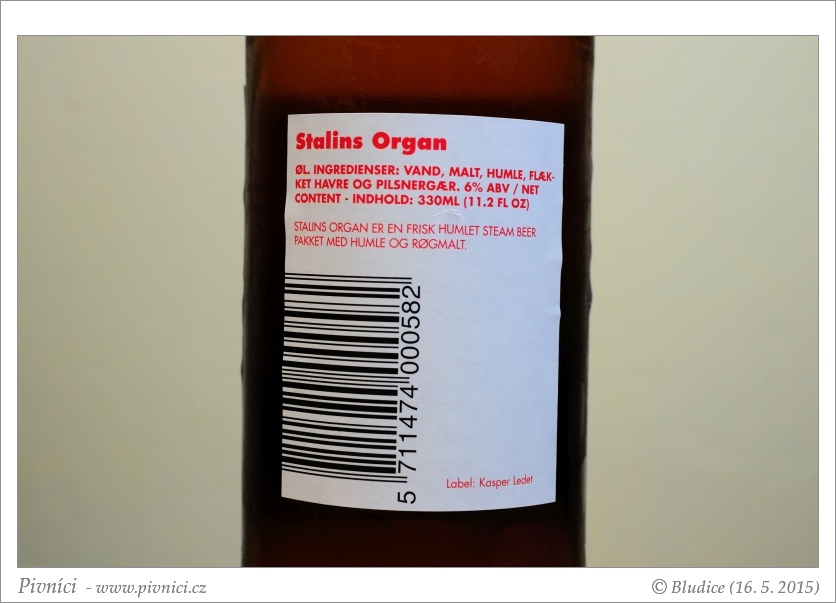 Stalins Organ
ØL. INGREDIENSER: VAND, MALT, HUMLE, FLÆK-
KET HAVRE OG PILSNERGÆR. 6% ABV / NET
CONTENT - INDHOLD: 330ML (11.2 FL OZ)
STALINS ORGAN ER EN FRISK HUMLET STEAM BEER
PAKKET MED HUMLE OG RØGMALT.
5 711474 000582
Label: Kasper Ledet
Pivníci - www.pivnici.cz
© Bludice (16. 5. 2015)